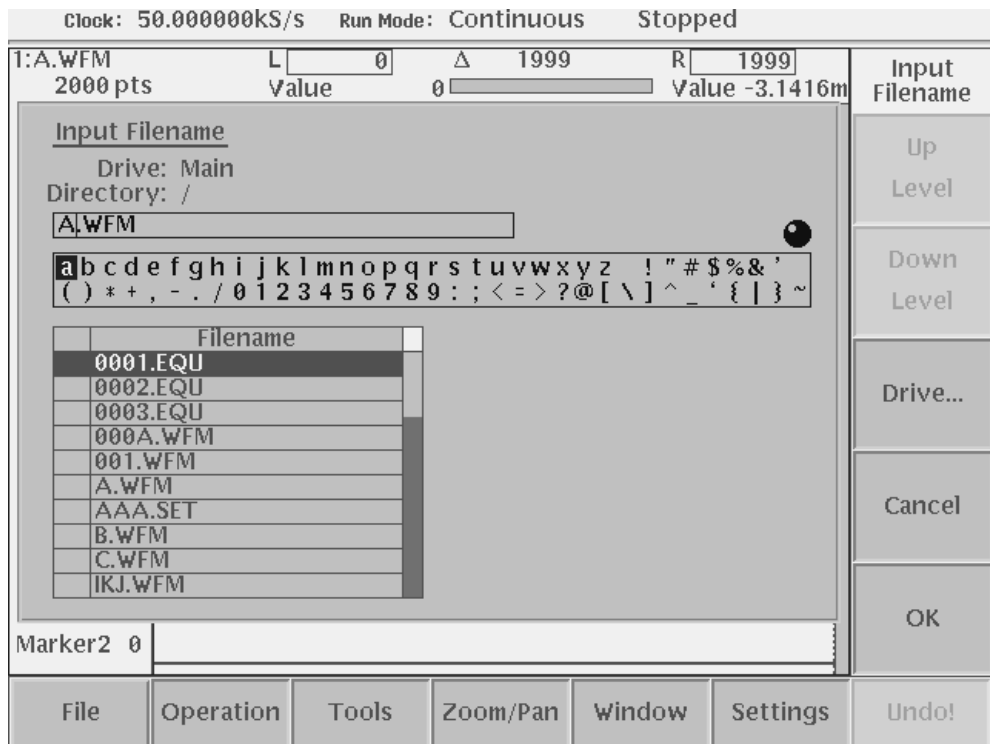 Clock: 50.000000kS/s Run Mode: Continuous Stopped
1:A.WFM L 0 Δ 1999 R 1999
2000 pts Value 0 Value -3.1416m
Input Filename
Drive: Main
Directory: /
A.WFM
a b c d e f g h i j k l m n o p q r s t u v w x y z ! " # $ % & '
( ) * + , - . / 0 1 2 3 4 5 6 7 8 9 : ; < = > ? @ [ \ ] ^ _ ‘ { | } ~
Filename
0001.EQU
0002.EQU
0003.EQU
000A.WFM
001.WFM
A.WFM
AAA.SET
B.WFM
C.WFM
IKJ.WFM
Marker2 0
Input
Filename
Up
Level
Down
Level
Drive...
Cancel
OK
File Operation Tools Zoom/Pan Window Settings Undo!